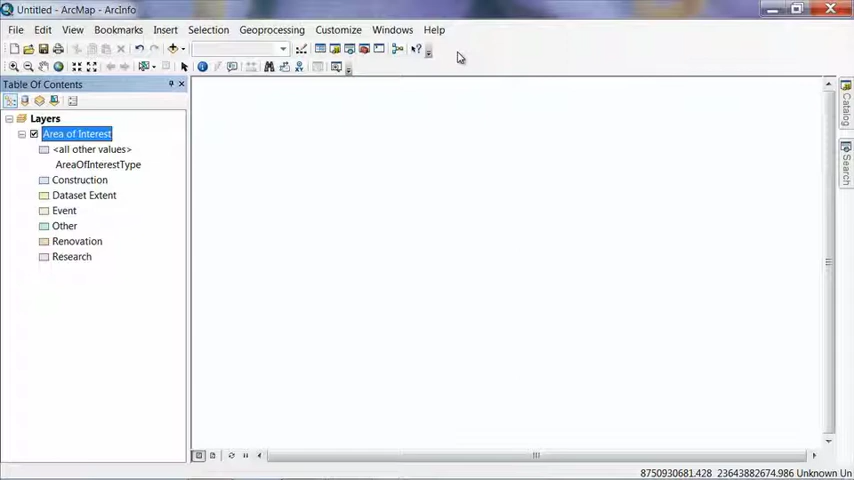 Untitled - ArcMap - ArcInfo
File Edit View Bookmarks Insert Selection Geoprocessing Customize Windows Help
Table Of Contents
Layers
Area of Interest
<all other values>
AreaOfInterestType
Construction
Dataset Extent
Event
Other
Renovation
Research
Catalog
Search
8750930681.428 23643882674.986 Unknown Un